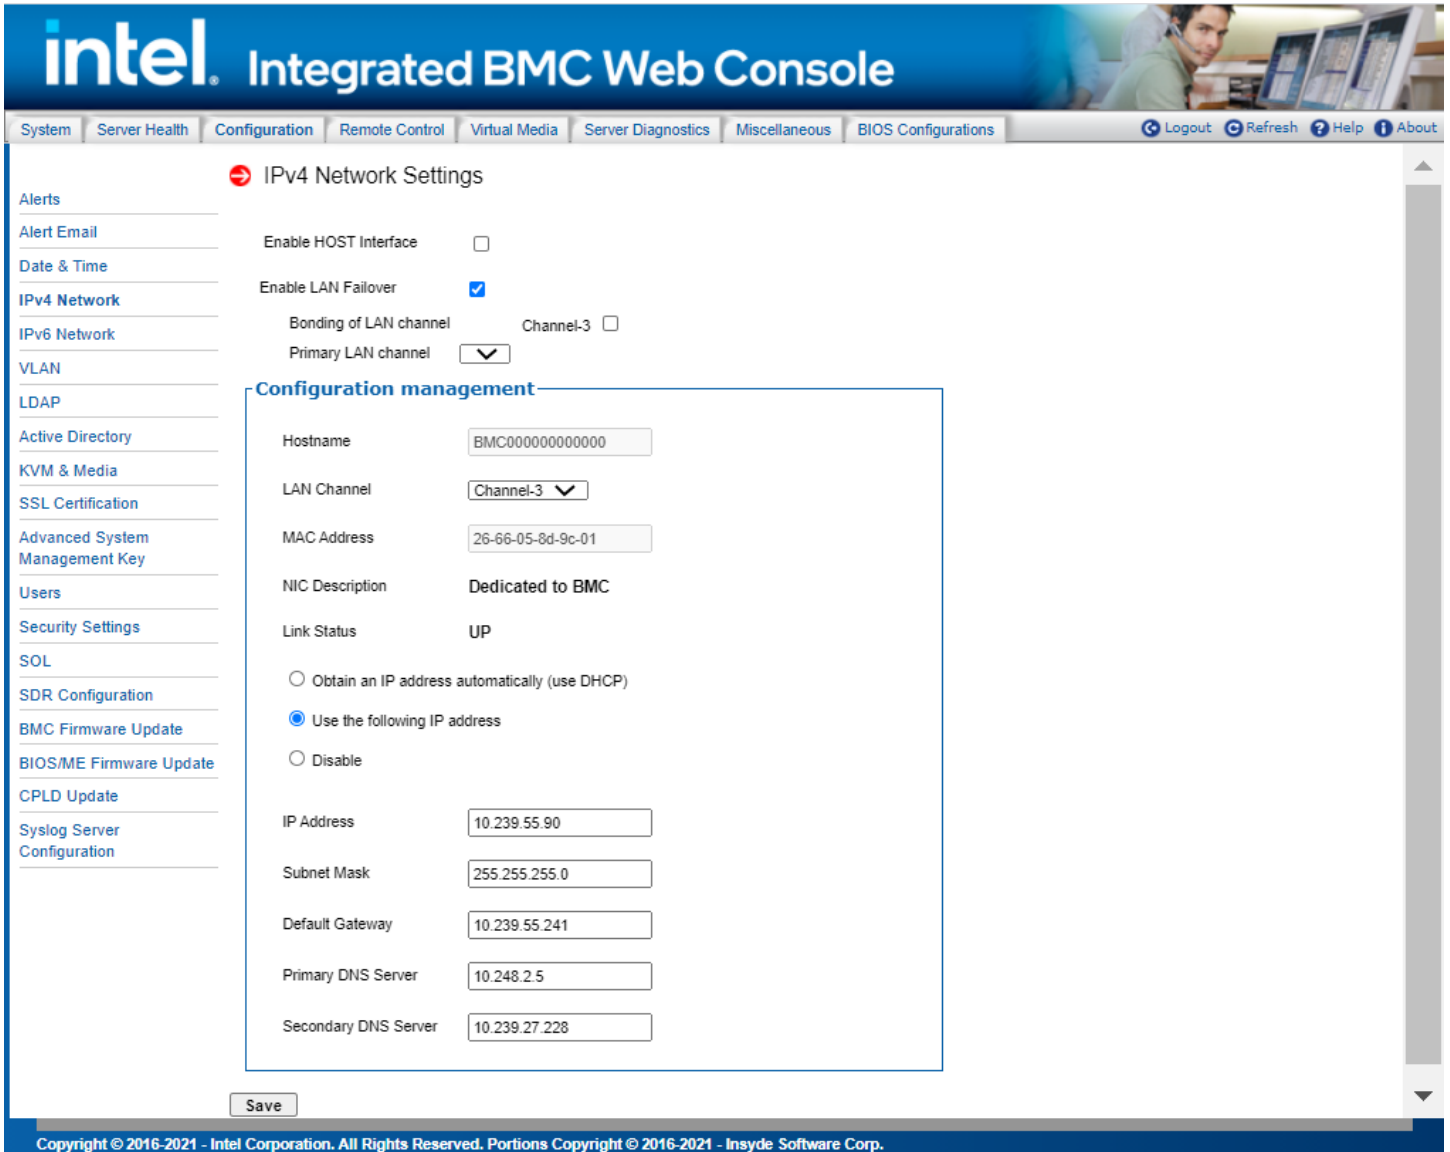 intel. Integrated BMC Web Console
System Server Health Configuration Remote Control Virtual Media Server Diagnostics Miscellaneous BIOS Configurations Logout Refresh Help About
Alerts
Alert Email
Date & Time
IPv4 Network
IPv6 Network
VLAN
LDAP
Active Directory
KVM & Media
SSL Certification
Advanced System
Management Key
Users
Security Settings
SOL
SDR Configuration
BMC Firmware Update
BIOS/ME Firmware Update
CPLD Update
Syslog Server
Configuration
IPv4 Network Settings
Enable HOST Interface
Enable LAN Failover
Bonding of LAN channel Channel-3
Primary LAN channel
Configuration management
Hostname BMC000000000000
LAN Channel Channel-3
MAC Address 26-66-05-8d-9c-01
NIC Description Dedicated to BMC
Link Status UP
Obtain an IP address automatically (use DHCP)
Use the following IP address
Disable
IP Address 10.239.55.90
Subnet Mask 255.255.255.0
Default Gateway 10.239.55.241
Primary DNS Server 10.248.2.5
Secondary DNS Server 10.239.27.228
Save
Copyright © 2016-2021 - Intel Corporation. All Rights Reserved. Portions Copyright © 2016-2021 - Insyde Software Corp.